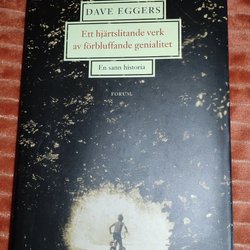 DAVE EGGERS
Ett hjärtslitande verk
av förbluffande genialitet
En sann historia
FORUM